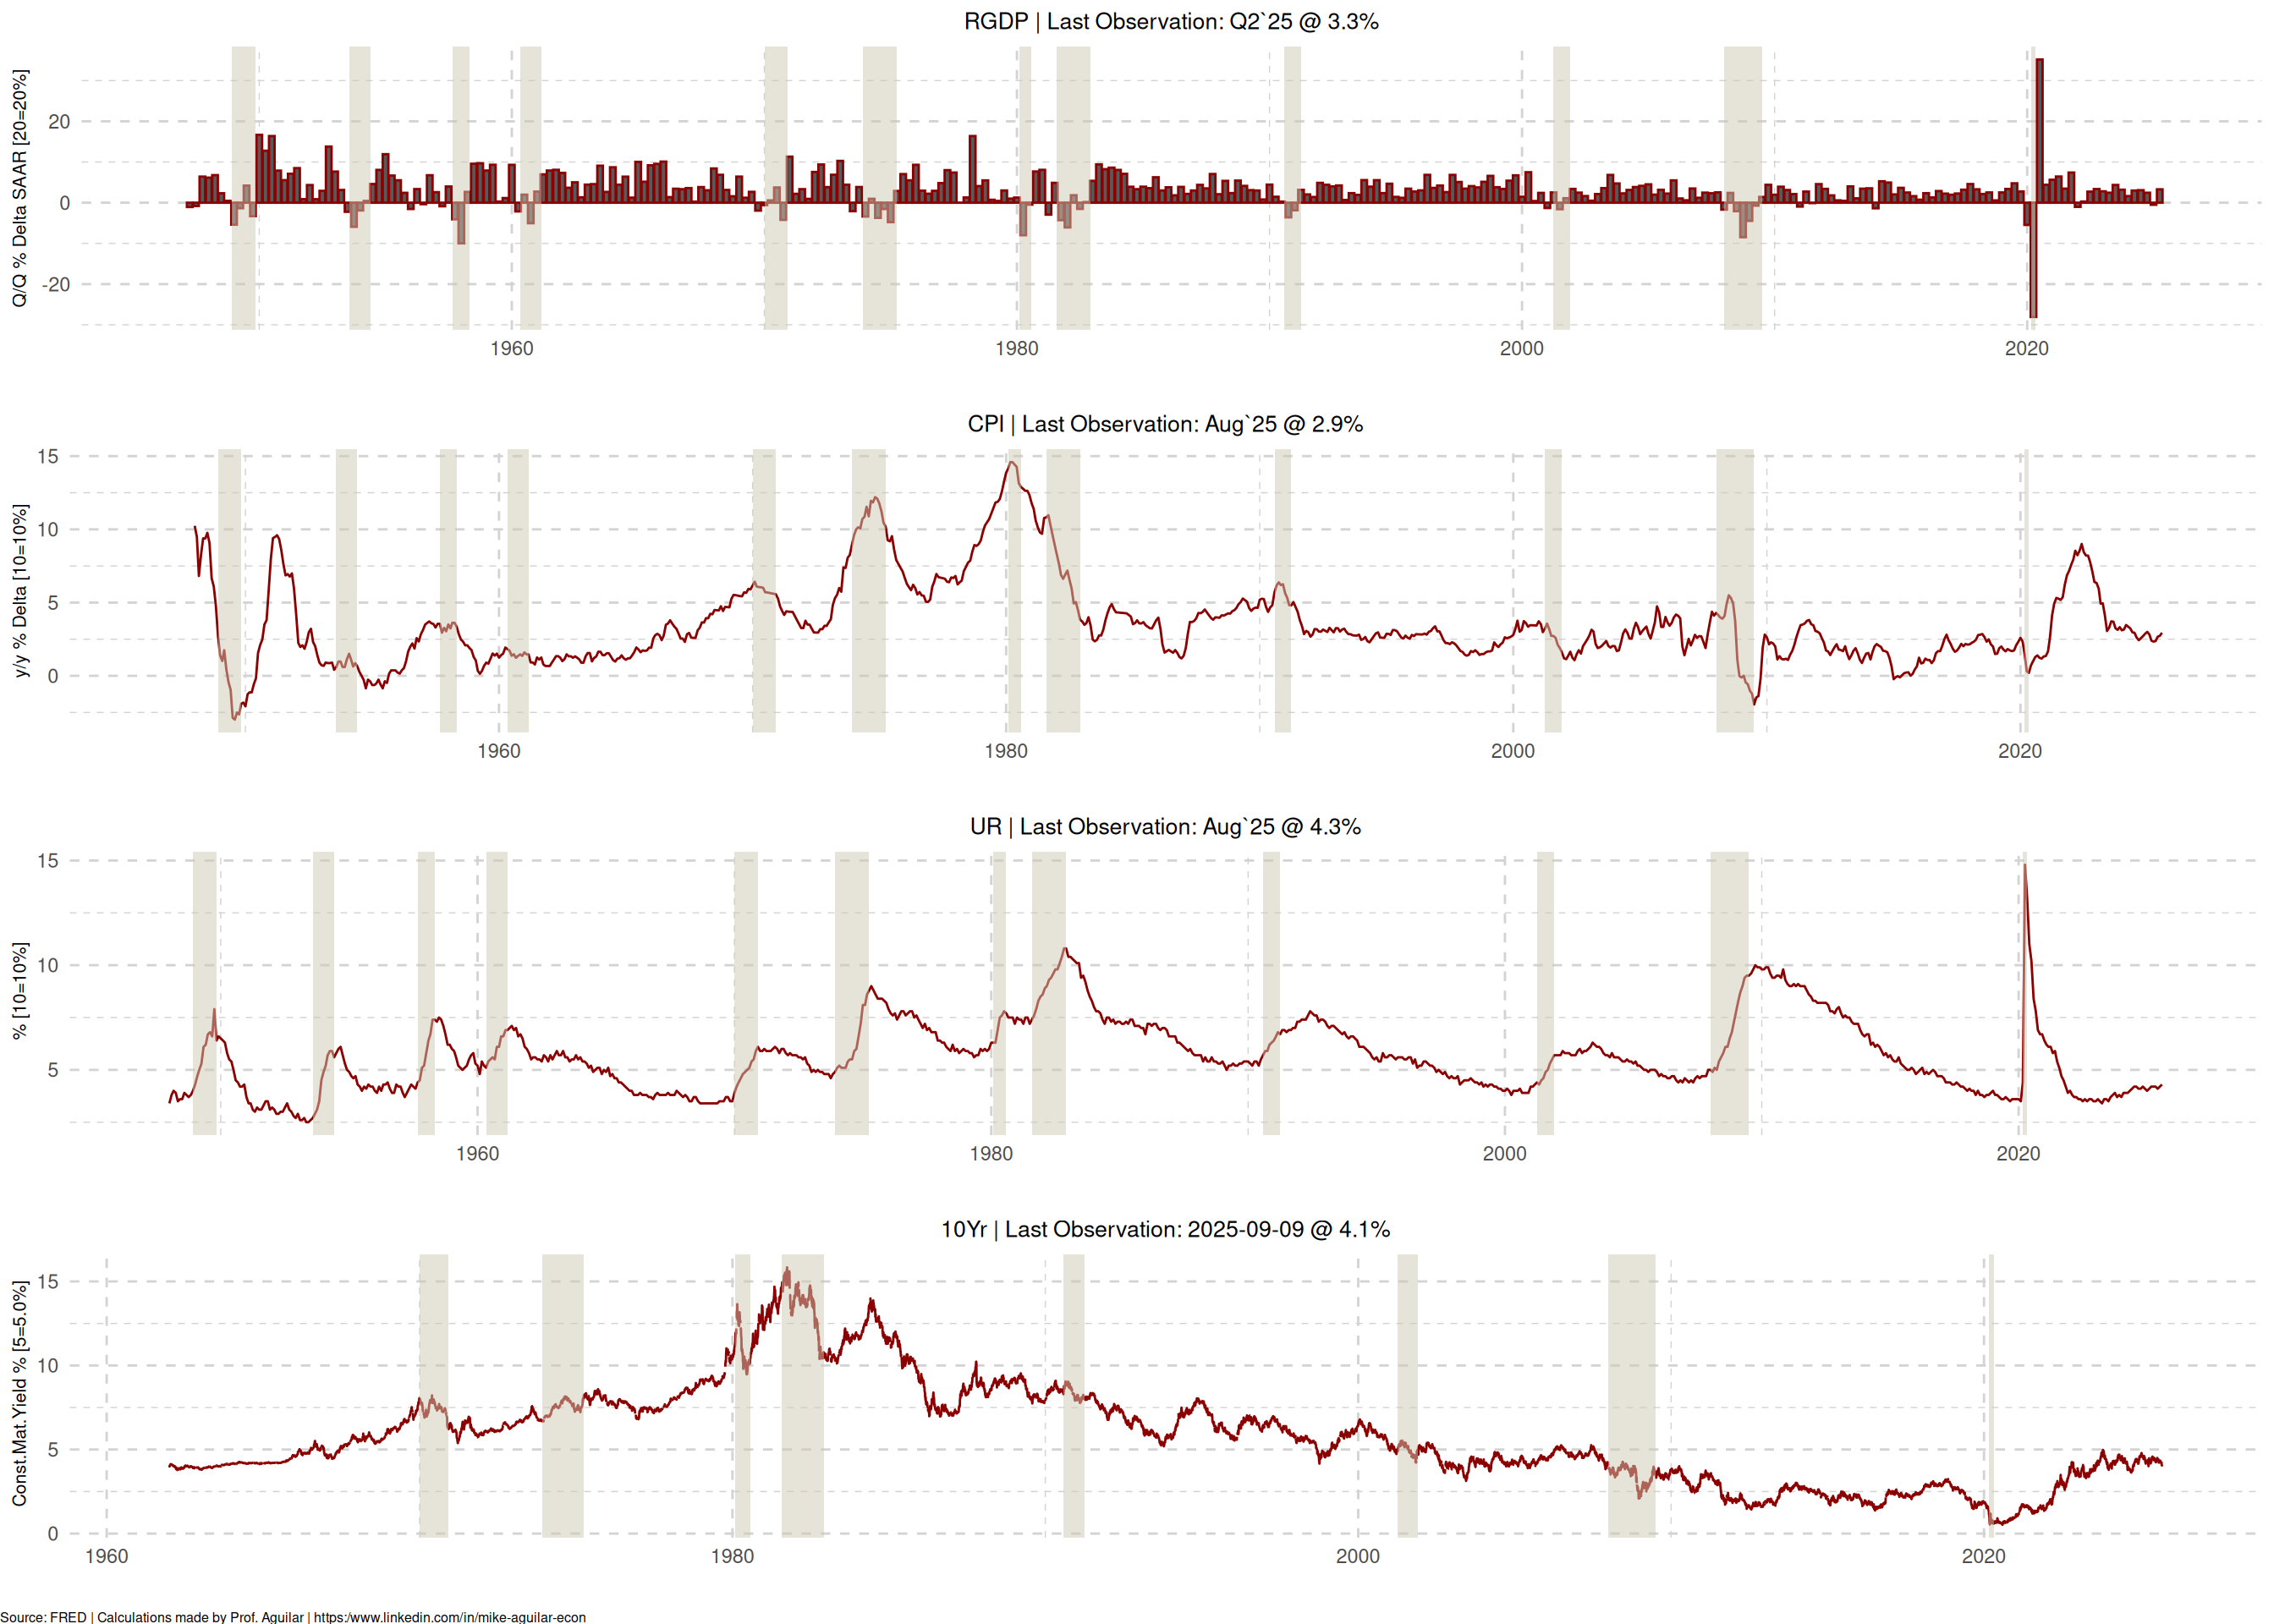 RGDP | Last Observation: Q2`25 @ 3.3%
Q/Q % Delta SAAR [20=20%]
20
0
-20
1960 1980 2000 2020
CPI | Last Observation: Aug`25 @ 2.9%
y/y % Delta [10=10%]
15
10
5
0
1960 1980 2000 2020
UR | Last Observation: Aug`25 @ 4.3%
% [10=10%]
15
10
5
1960 1980 2000 2020
10Yr | Last Observation: 2025-09-09 @ 4.1%
Const.Mat.Yield % [5=5.0%]
15
10
5
0
1960 1980 2000 2020
Source: FRED | Calculations made by Prof. Aguilar | https:/www.linkedin.com/in/mike-aguilar-econ